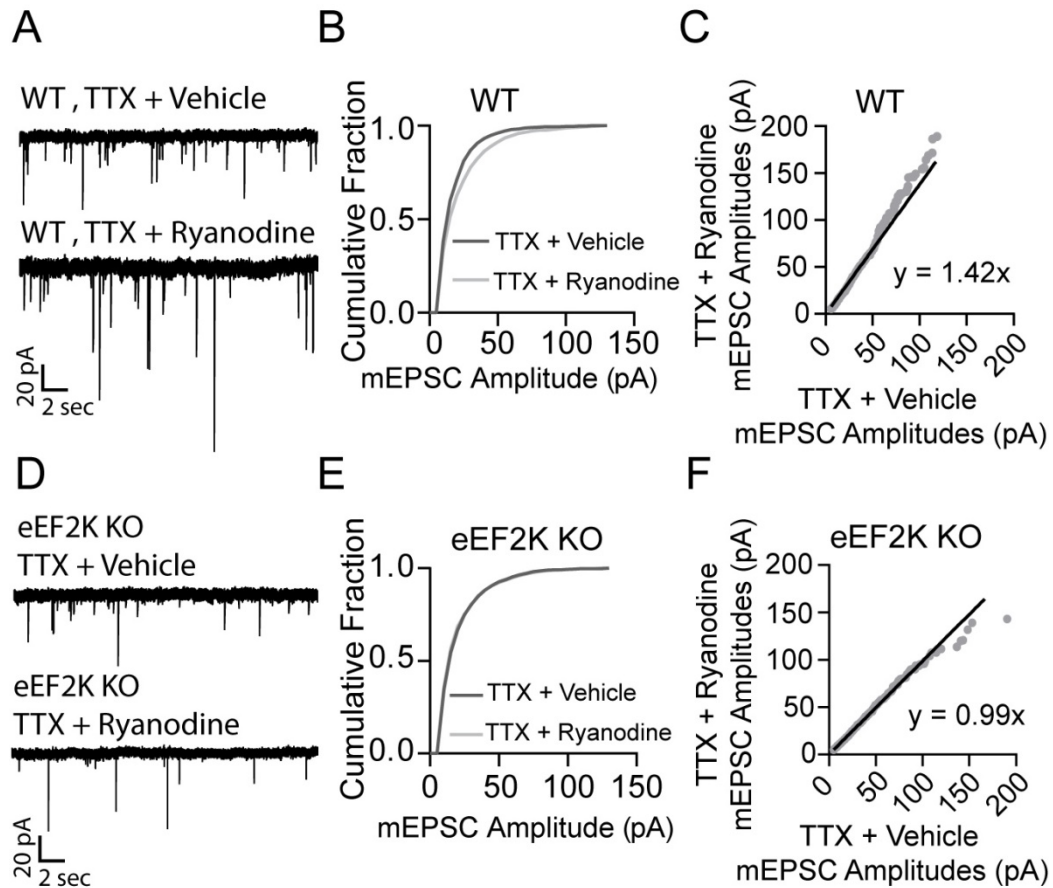 A
WT , TTX + Vehicle
WT , TTX + Ryanodine
20 pA
2 sec
B
WT
Cumulative Fraction
1.0
0.5
0.0
TTX + Vehicle
TTX + Ryanodine
0 50 100 150
mEPSC Amplitude (pA)
C
WT
TTX + Ryanodine
mEPSC Amplitudes (pA)
200
150
100
50
0
y = 1.42x
0 50 100 150 200
TTX + Vehicle
mEPSC Amplitudes (pA)
D
eEF2K KO
TTX + Vehicle
eEF2K KO
TTX + Ryanodine
20 pA
2 sec
E
eEF2K KO
Cumulative Fraction
1.0
0.5
0.0
TTX + Vehicle
TTX + Ryanodine
0 50 100 150
mEPSC Amplitude (pA)
F
eEF2K KO
TTX + Ryanodine
mEPSC Amplitudes (pA)
200
150
100
50
0
y = 0.99x
0 50 100 150 200
TTX + Vehicle
mEPSC Amplitudes (pA)